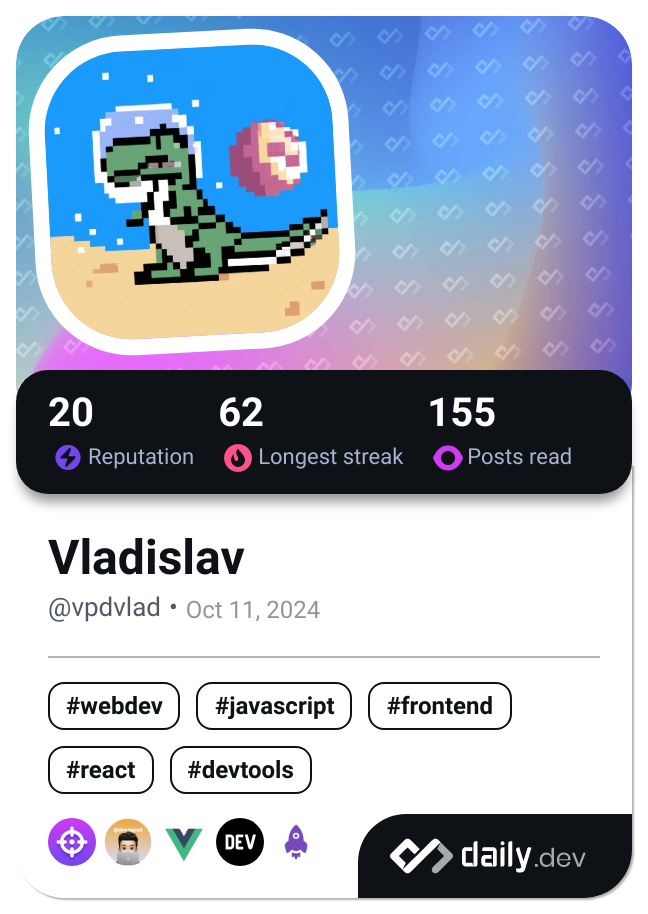 20 62 155
Reputation Longest streak Posts read
Vladislav
@vpdvlad • Oct 11, 2024
#webdev #javascript #frontend
#react #devtools
DEV
daily.dev